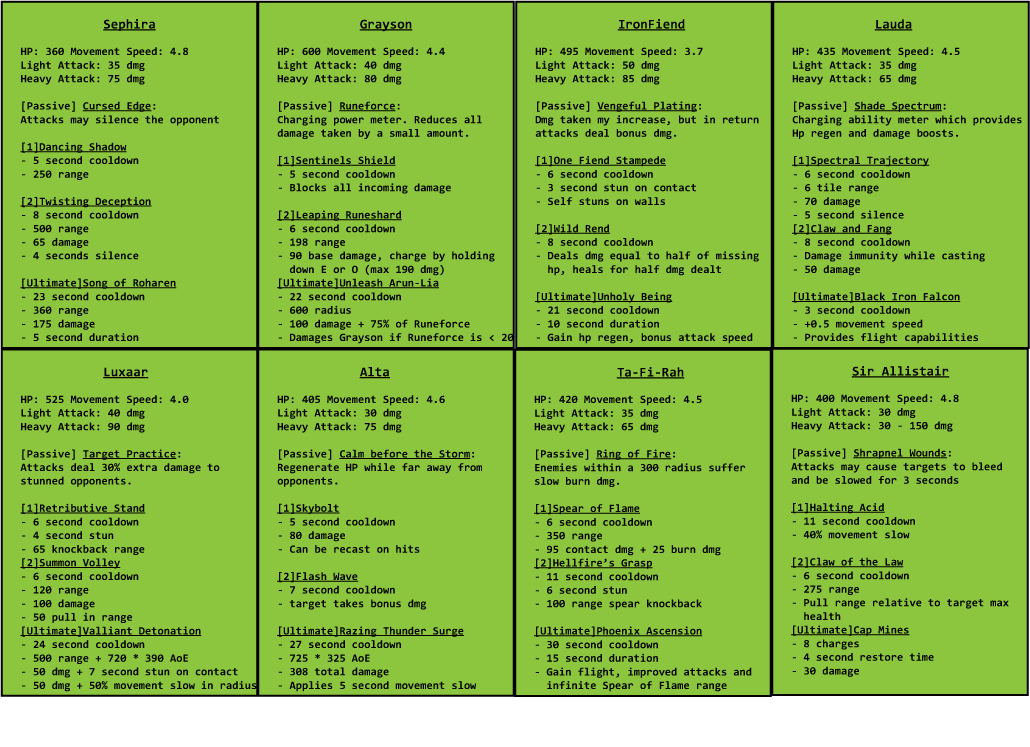 Sephira
HP: 360 Movement Speed: 4.8
Light Attack: 35 dmg
Heavy Attack: 75 dmg
[Passive] Cursed Edge:
Attacks may silence the opponent
[1]Dancing Shadow
- 5 second cooldown
- 250 range
[2]Twisting Deception
- 8 second cooldown
- 500 range
- 65 damage
- 4 seconds silence
[Ultimate]Song of Roharen
- 23 second cooldown
- 360 range
- 175 damage
- 5 second duration
Grayson
HP: 600 Movement Speed: 4.4
Light Attack: 40 dmg
Heavy Attack: 80 dmg
[Passive] Runeforce:
Charging power meter. Reduces all
damage taken by a small amount.
[1]Sentinels Shield
- 5 second cooldown
- Blocks all incoming damage
[2]Leaping Runeshard
- 6 second cooldown
- 198 range
- 90 base damage, charge by holding
down E or O (max 190 dmg)
[Ultimate]Unleash Arun-Lia
- 22 second cooldown
- 600 radius
- 100 damage + 75% of Runeforce
- Damages Grayson if Runeforce is < 20
IronFiend
HP: 495 Movement Speed: 3.7
Light Attack: 50 dmg
Heavy Attack: 85 dmg
[Passive] Vengeful Plating:
Dmg taken my increase, but in return
attacks deal bonus dmg.
[1]One Fiend Stampede
- 6 second cooldown
- 3 second stun on contact
- Self stuns on walls
[2]Wild Rend
- 8 second cooldown
- Deals dmg equal to half of missing
hp, heals for half dmg dealt
[Ultimate]Unholy Being
- 21 second cooldown
- 10 second duration
- Gain hp regen, bonus attack speed
Lauda
HP: 435 Movement Speed: 4.5
Light Attack: 35 dmg
Heavy Attack: 65 dmg
[Passive] Shade Spectrum:
Charging ability meter which provides
Hp regen and damage boosts.
[1]Spectral Trajectory
- 6 second cooldown
- 6 tile range
- 70 damage
- 5 second silence
[2]Claw and Fang
- 8 second cooldown
- Damage immunity while casting
- 50 damage
[Ultimate]Black Iron Falcon
- 3 second cooldown
- +0.5 movement speed
- Provides flight capabilities
Luxaar
HP: 525 Movement Speed: 4.0
Light Attack: 40 dmg
Heavy Attack: 90 dmg
[Passive] Target Practice:
Attacks deal 30% extra damage to
stunned opponents.
[1]Retributive Stand
- 6 second cooldown
- 4 second stun
- 65 knockback range
[2]Summon Volley
- 6 second cooldown
- 120 range
- 100 damage
- 50 pull in range
[Ultimate]Valliant Detonation
- 24 second cooldown
- 500 range + 720 * 390 AoE
- 50 dmg + 7 second stun on contact
- 50 dmg + 50% movement slow in radius
Alta
HP: 405 Movement Speed: 4.6
Light Attack: 30 dmg
Heavy Attack: 75 dmg
[Passive] Calm before the Storm:
Regenerate HP while far away from
opponents.
[1]Skybolt
- 5 second cooldown
- 80 damage
- Can be recast on hits
[2]Flash Wave
- 7 second cooldown
- target takes bonus dmg
[Ultimate]Razing Thunder Surge
- 27 second cooldown
- 725 * 325 AoE
- 308 total damage
- Applies 5 second movement slow
Ta-Fi-Rah
HP: 420 Movement Speed: 4.5
Light Attack: 35 dmg
Heavy Attack: 65 dmg
[Passive] Ring of Fire:
Enemies within a 300 radius suffer
slow burn dmg.
[1]Spear of Flame
- 6 second cooldown
- 350 range
- 95 contact dmg + 25 burn dmg
[2]Hellfire’s Grasp
- 11 second cooldown
- 6 second stun
- 100 range spear knockback
[Ultimate]Phoenix Ascension
- 30 second cooldown
- 15 second duration
- Gain flight, improved attacks and
infinite Spear of Flame range
Sir Allistair
HP: 400 Movement Speed: 4.8
Light Attack: 30 dmg
Heavy Attack: 30 - 150 dmg
[Passive] Shrapnel Wounds:
Attacks may cause targets to bleed
and be slowed for 3 seconds
[1]Halting Acid
- 11 second cooldown
- 40% movement slow
[2]Claw of the Law
- 6 second cooldown
- 275 range
- Pull range relative to target max
health
[Ultimate]Cap Mines
- 8 charges
- 4 second restore time
- 30 damage